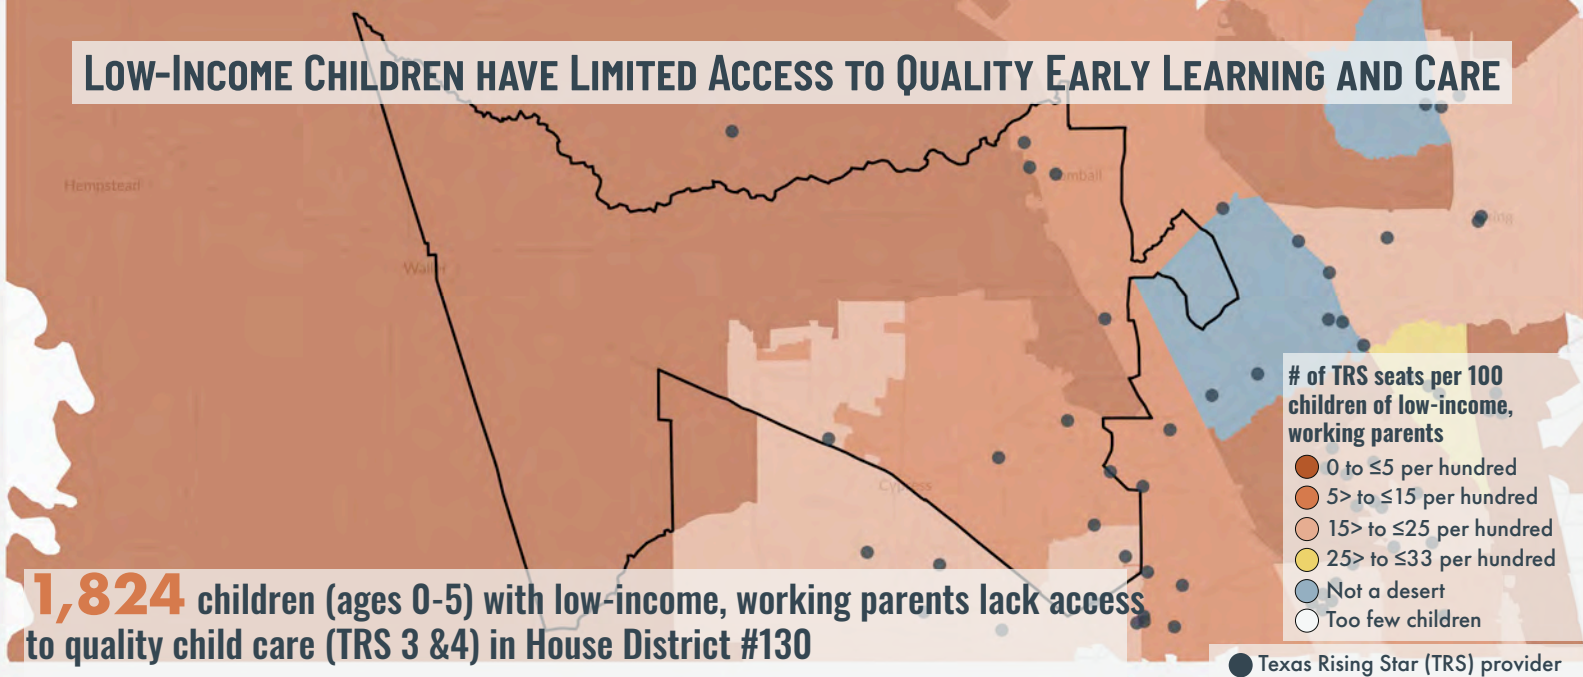 Low-Income Children have Limited Access to Quality Early Learning and Care
Hempstead
Waller
Cypress
# of TRS seats per 100
children of low-income,
working parents
0 to ≤5 per hundred
5> to ≤15 per hundred
15> to ≤25 per hundred
25> to ≤33 per hundred
Not a desert
Too few children
1,824 children (ages 0-5) with low-income, working parents lack access
to quality child care (TRS 3 &4) in House District #130
Texas Rising Star (TRS) provider